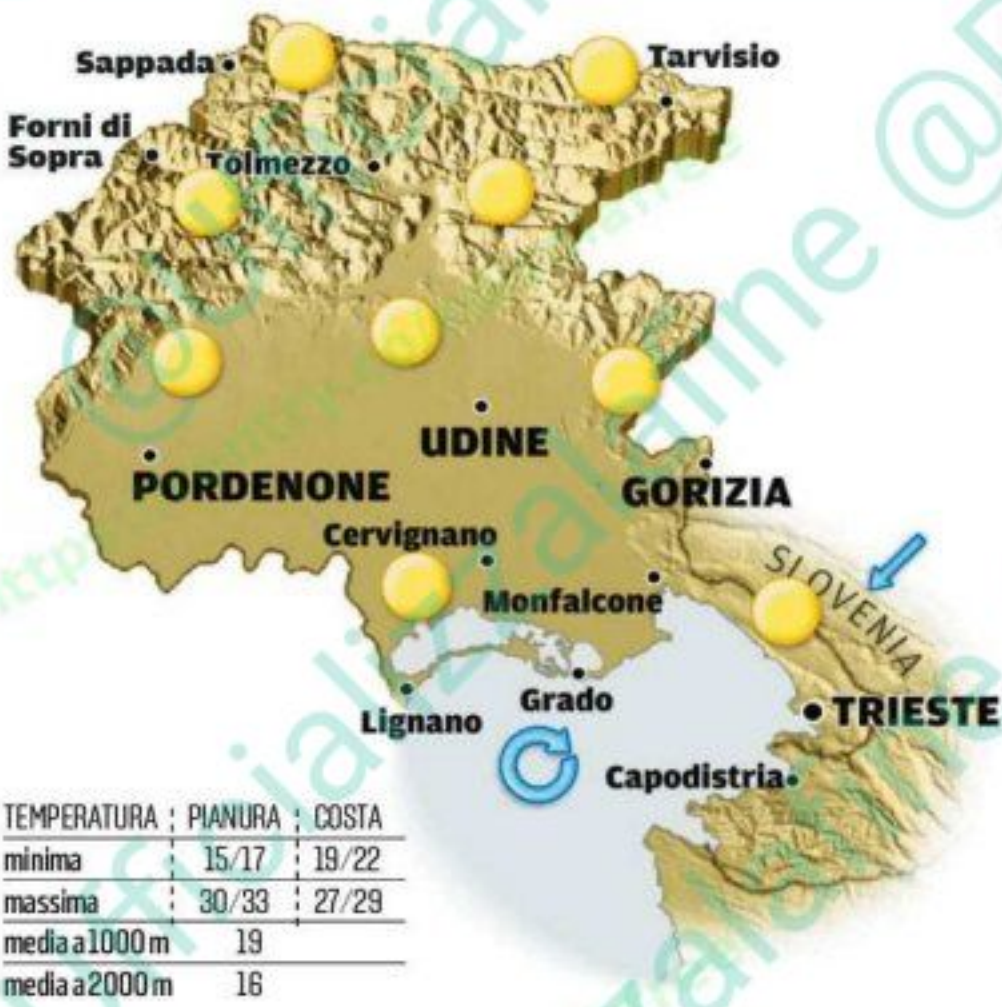 Sappada
Tarvisio
Forni di
Sopra
Tolmezzo
UDINE
PORDENONE
GORIZIA
Cervignano
SLOVENIA
Monfalcone
Grado
Lignano
TRIESTE
Capodistria
TEMPERATURA PIANURA COSTA
minima 15/17 19/22
massima 30/33 27/29
media a 1000 m 19
media a 2000 m 16